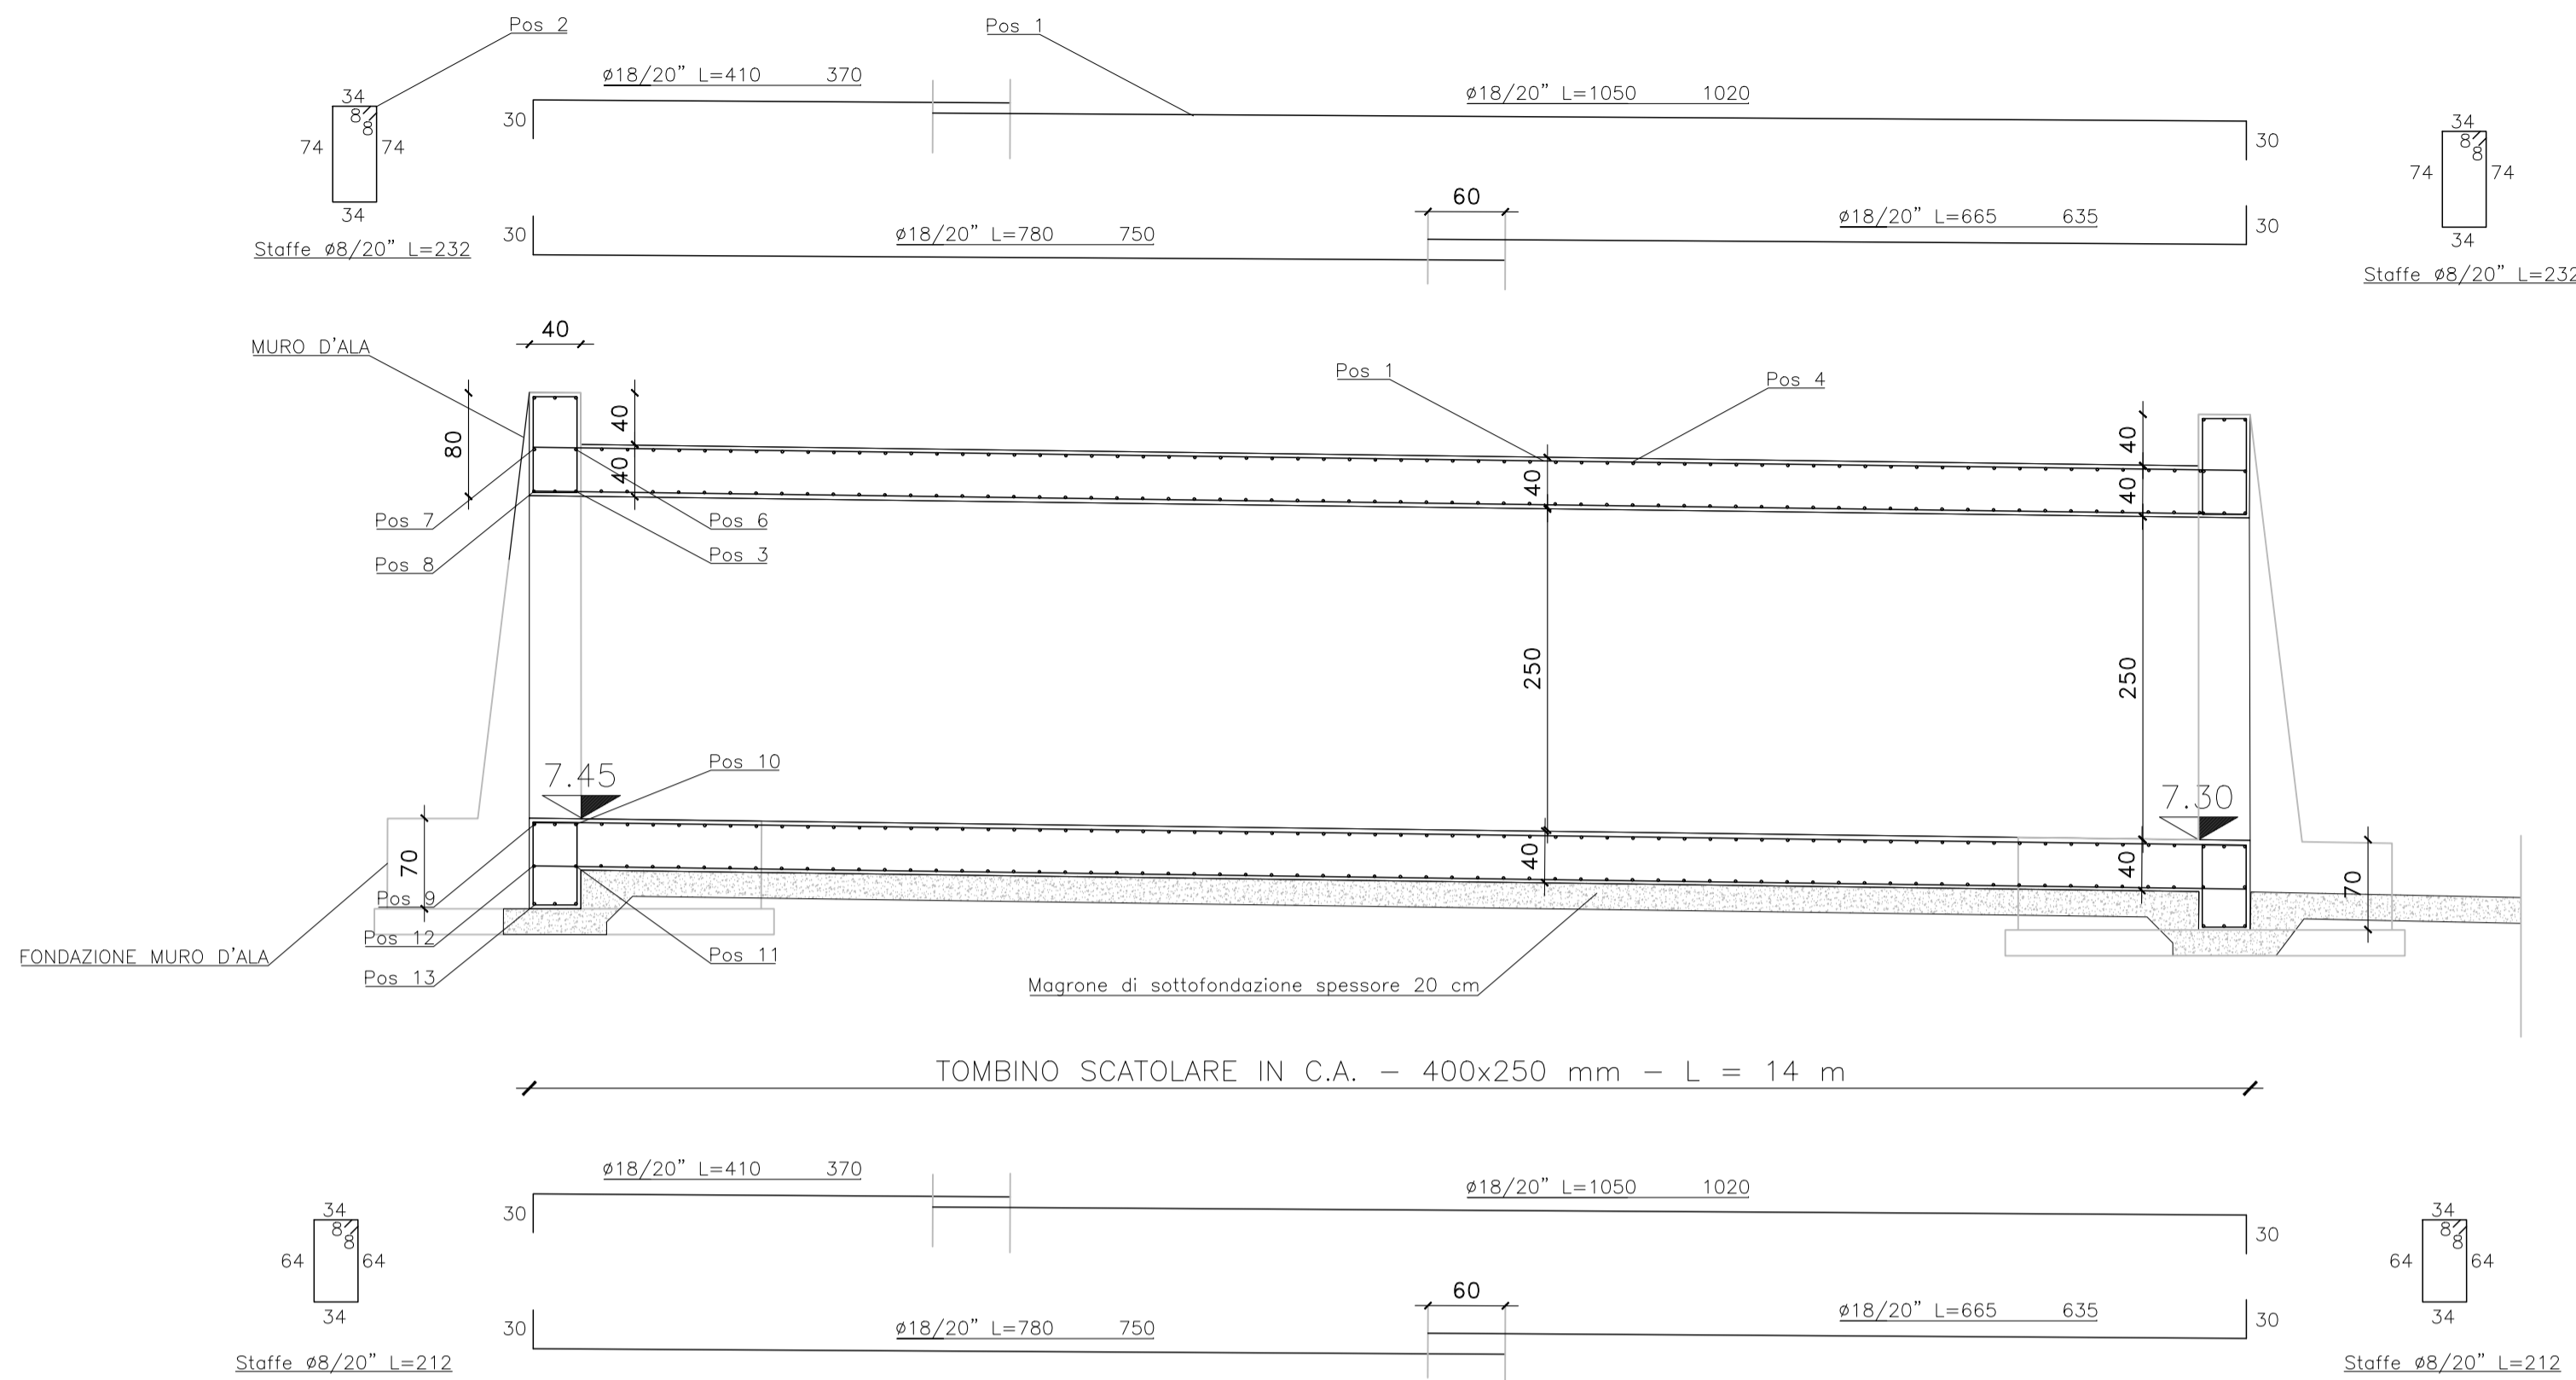 Pos 2
Pos 1
ø18/20" L=410 370
ø18/20" L=1050 1020
34
8
8
74
74
34
Staffe ø8/20" L=232
30
30
34
8
8
74
74
34
Staffe ø8/20" L=232
60
30
ø18/20" L=780 750
ø18/20" L=665 635
30
40
MURO D'ALA
Pos 1
Pos 4
80
40
40
40
40
40
Pos 7
Pos 6
Pos 8
Pos 3
250
250
7.45
Pos 10
7.30
70
40
40
70
Pos 9
Pos 12
Pos 11
FONDAZIONE MURO D'ALA
Pos 13
Magrone di sottofondazione spessore 20 cm
TOMBINO SCATOLARE IN C.A. – 400x250 mm – L = 14 m
ø18/20" L=410 370
ø18/20" L=1050 1020
34
8
8
64
64
34
Staffe ø8/20" L=212
30
30
34
8
8
64
64
34
Staffe ø8/20" L=212
60
30
ø18/20" L=780 750
ø18/20" L=665 635
30